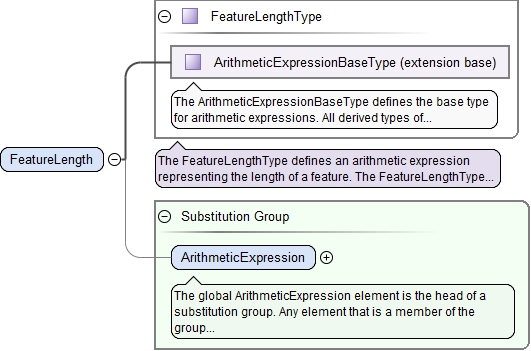 FeatureLengthType
ArithmeticExpressionBaseType (extension base)
The ArithmeticExpressionBaseType defines the base type
for arithmetic expressions. All derived types of...
FeatureLength
The FeatureLengthType defines an arithmetic expression
representing the length of a feature. The FeatureLengthType...
Substitution Group
ArithmeticExpression
The global ArithmeticExpression element is the head of a
substitution group. Any element that is a member of the
group...